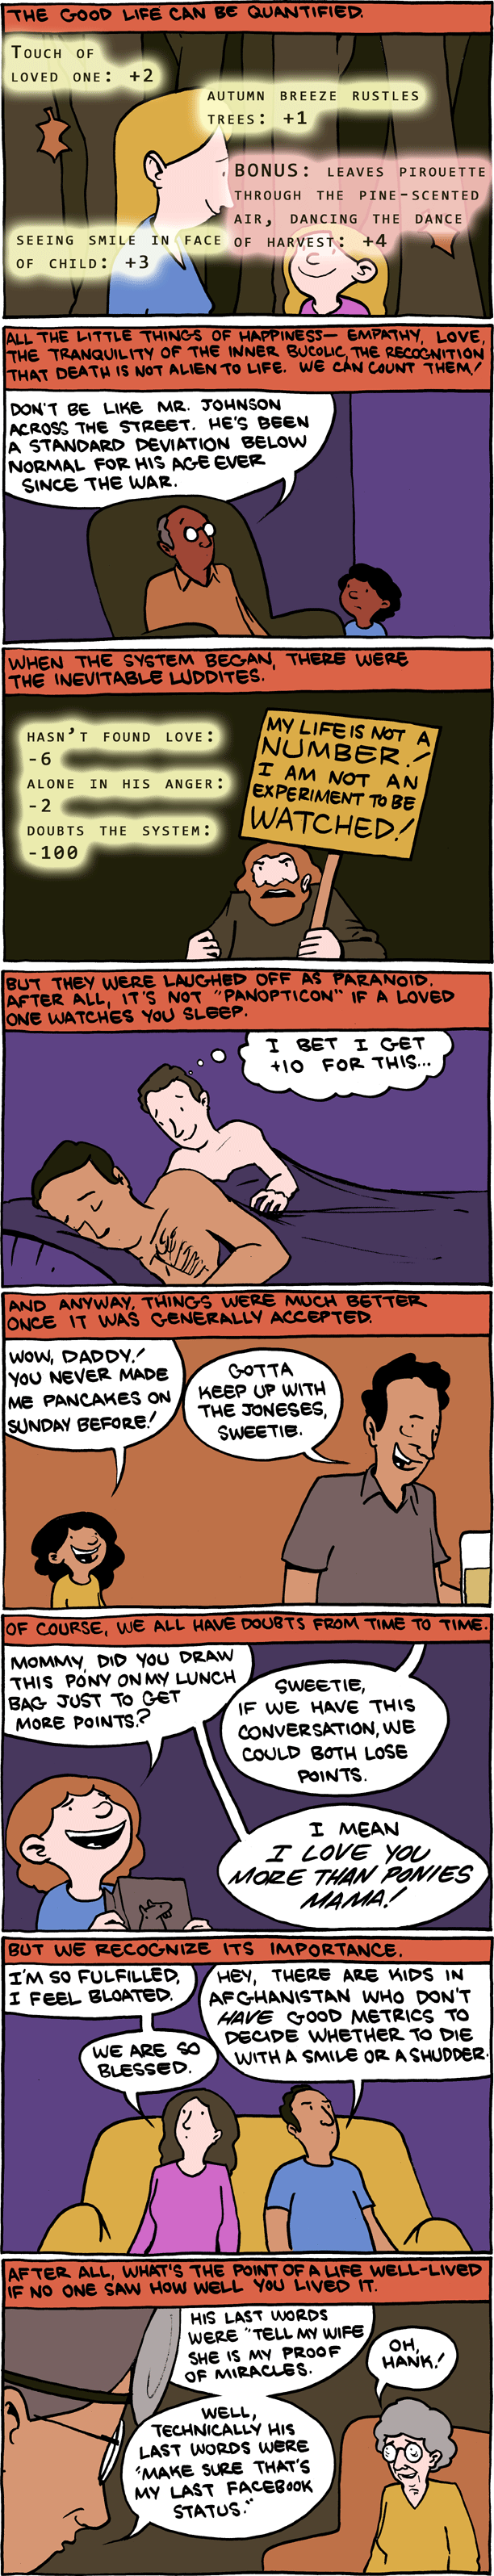 THE GOOD LIFE CAN BE QUANTIFIED.
TOUCH OF
LOVED ONE: +2
AUTUMN BREEZE RUSTLES
TREES: +1
BONUS: LEAVES PIROUETTE
THROUGH THE PINE-SCENTED
AIR, DANCING THE DANCE
OF HARVEST: +4
SEEING SMILE IN FACE
OF CHILD: +3
ALL THE LITTLE THINGS OF HAPPINESS— EMPATHY, LOVE,
THE TRANQUILITY OF THE INNER BUCOLIC, THE RECOGNITION
THAT DEATH IS NOT ALIEN TO LIFE. WE CAN COUNT THEM!
DON'T BE LIKE MR. JOHNSON
ACROSS THE STREET. HE'S BEEN
A STANDARD DEVIATION BELOW
NORMAL FOR HIS AGE EVER
SINCE THE WAR.
WHEN THE SYSTEM BEGAN, THERE WERE
THE INEVITABLE LUDDITES.
HASN'T FOUND LOVE:
-6
ALONE IN HIS ANGER:
-2
DOUBTS THE SYSTEM:
-100
MY LIFE IS NOT A
NUMBER!
I AM NOT AN
EXPERIMENT TO BE
WATCHED!
BUT THEY WERE LAUGHED OFF AS PARANOID.
AFTER ALL, IT'S NOT "PANOPTICON" IF A LOVED
ONE WATCHES YOU SLEEP.
I BET I GET
+10 FOR THIS...
AND ANYWAY, THINGS WERE MUCH BETTER
ONCE IT WAS GENERALLY ACCEPTED.
WOW, DADDY!
YOU NEVER MADE
ME PANCAKES ON
SUNDAY BEFORE!
GOTTA
KEEP UP WITH
THE JONESES,
SWEETIE.
OF COURSE, WE ALL HAVE DOUBTS FROM TIME TO TIME.
MOMMY, DID YOU DRAW
THIS PONY ON MY LUNCH
BAG JUST TO GET
MORE POINTS?
SWEETIE,
IF WE HAVE THIS
CONVERSATION, WE
COULD BOTH LOSE
POINTS.
I MEAN
I LOVE YOU
MORE THAN PONIES
MAMA!
BUT WE RECOGNIZE ITS IMPORTANCE.
I'M SO FULFILLED,
I FEEL BLOATED.
WE ARE SO
BLESSED.
HEY, THERE ARE KIDS IN
AFGHANISTAN WHO DON'T
HAVE GOOD METRICS TO
DECIDE WHETHER TO DIE
WITH A SMILE OR A SHUDDER.
AFTER ALL, WHAT'S THE POINT OF A LIFE WELL-LIVED
IF NO ONE SAW HOW WELL YOU LIVED IT.
HIS LAST WORDS
WERE "TELL MY WIFE
SHE IS MY PROOF
OF MIRACLES.
OH,
HANK!
WELL,
TECHNICALLY HIS
LAST WORDS WERE
"MAKE SURE THAT'S
MY LAST FACEBOOK
STATUS."